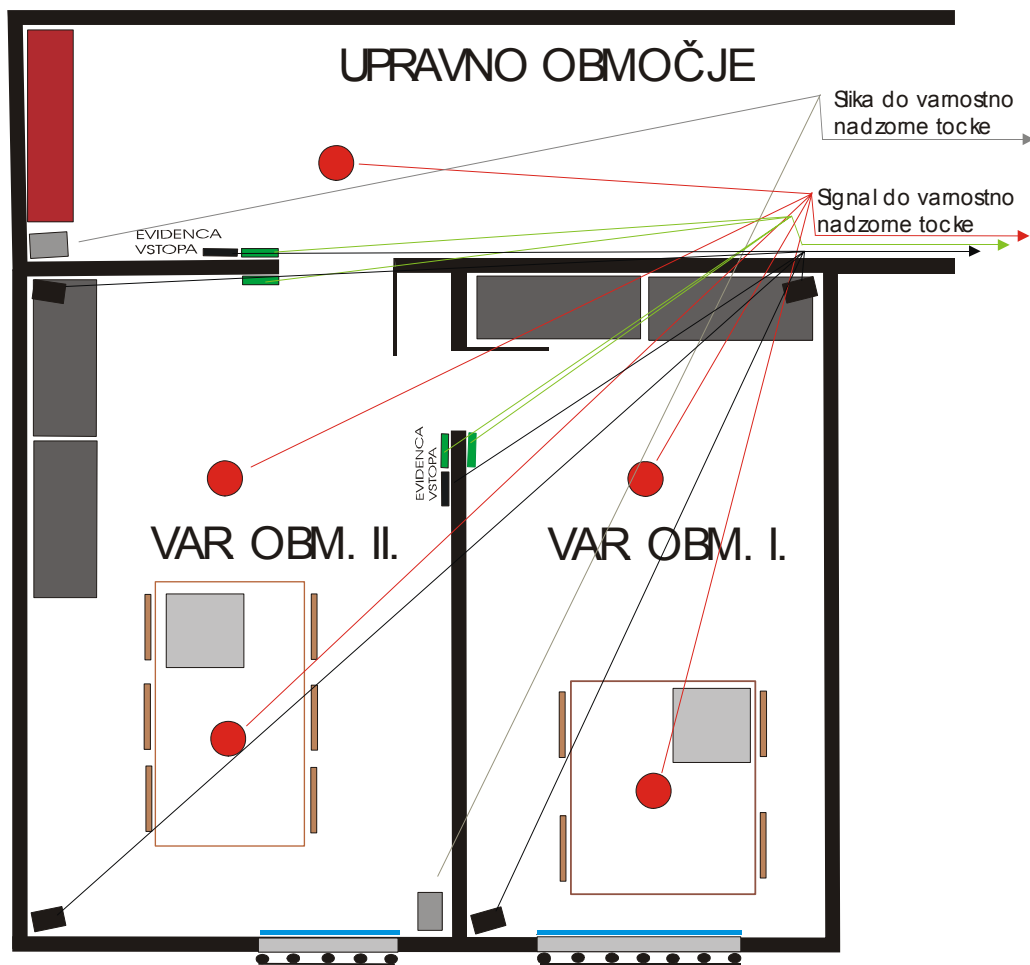 UPRAVNO OBMOČJE
Slika do varnostno
nadzorne tocke
Signal do varnostno
nadzorne tocke
EVIDENCA
VSTOPA
EVIDENCA
VSTOPA
VAR. OBM. II.
VAR. OBM. I.